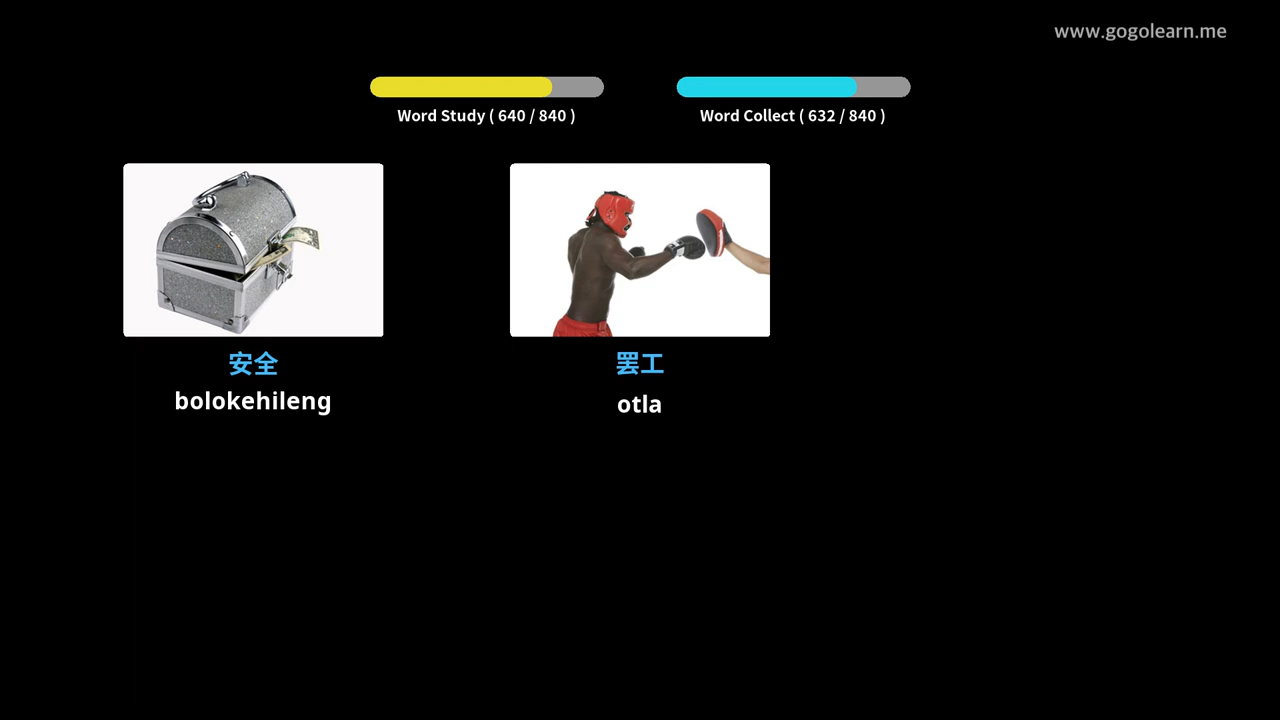 www.gogolearn.me
Word Study ( 640 / 840 )
Word Collect ( 632 / 840 )
安全
bolokehileng
罢工
otla